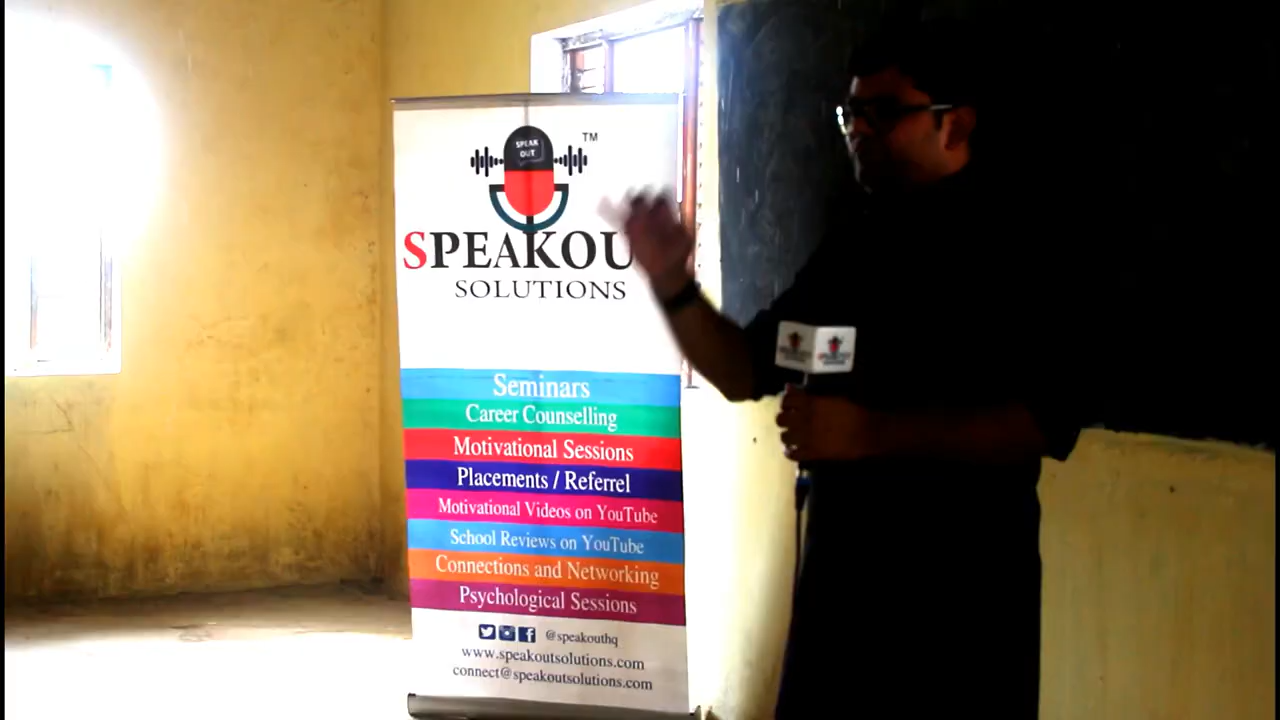 SPEAK
OUT
TM
SPEAKOU
SOLUTIONS
Seminars
Career Counselling
Motivational Sessions
Placements / Referrel
Motivational Videos on YouTube
School Reviews on YouTube
Connections and Networking
Psychological Sessions
@speakouthq
www.speakoutsolutions.com
connect@speakoutsolutions.com